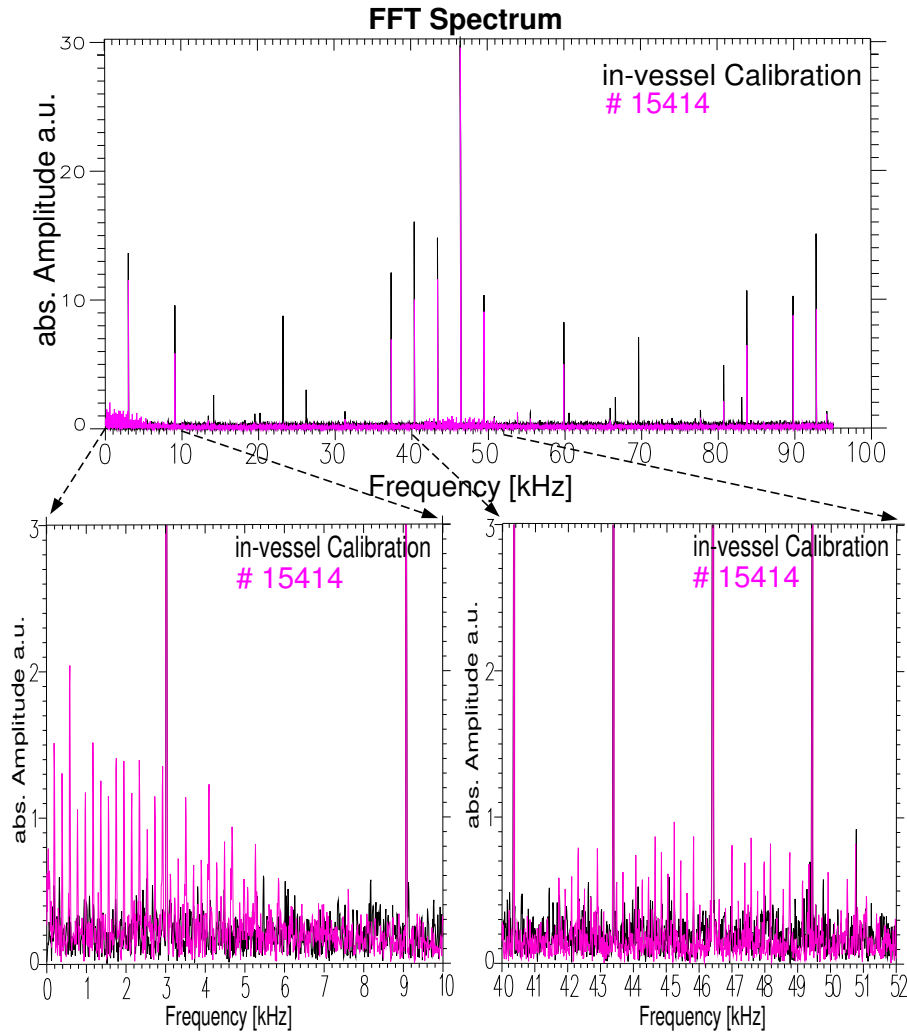 FFT Spectrum
abs. Amplitude a.u.
30
20
10
0
in-vessel Calibration
# 15414
0 10 20 30 40 50 60 70 80 90 100
Frequency [kHz]
abs. Amplitude a.u.
3
2
1
0
in-vessel Calibration
# 15414
0 1 2 3 4 5 6 7 8 9 10
Frequency [kHz]
abs. Amplitude a.u.
3
2
1
0
in-vessel Calibration
# 15414
40 41 42 43 44 45 46 47 48 49 50 51 52
Frequency [kHz]